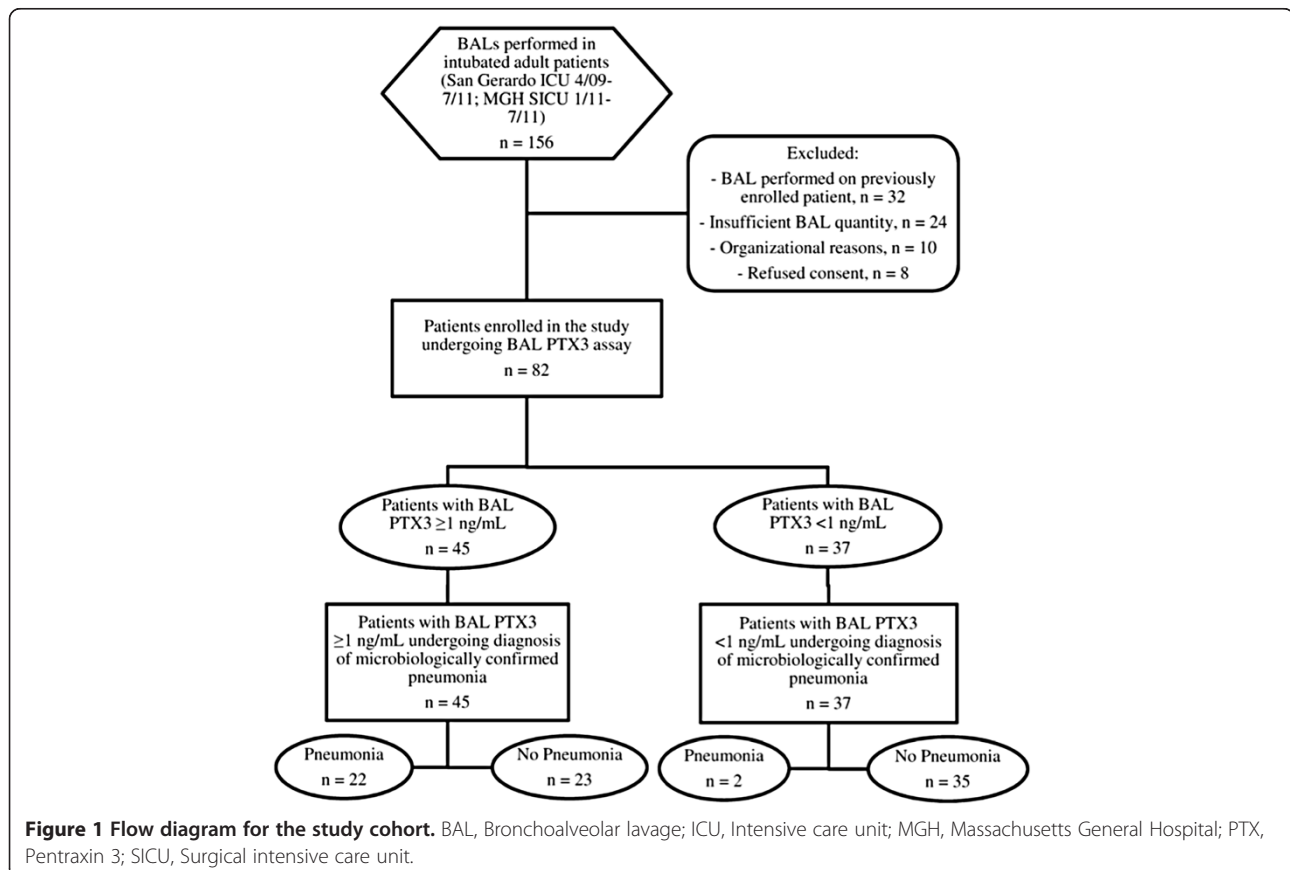 BALs performed in
intubated adult patients
(San Gerardo ICU 4/09-
7/11; MGH SICU 1/11-
7/11)
n = 156
Excluded:
- BAL performed on previously
enrolled patient, n = 32
- Insufficient BAL quantity, n = 24
- Organizational reasons, n = 10
- Refused consent, n = 8
Patients enrolled in the study
undergoing BAL PTX3 assay
n = 82
Patients with BAL
PTX3 ≥1 ng/mL
n = 45
Patients with BAL
PTX3 <1 ng/mL
n = 37
Patients with BAL PTX3
≥1 ng/mL undergoing diagnosis
of microbiologically confirmed
pneumonia
n = 45
Patients with BAL PTX3
<1 ng/mL undergoing diagnosis
of microbiologically confirmed
pneumonia
n = 37
Pneumonia
n = 22
No Pneumonia
n = 23
Pneumonia
n = 2
No Pneumonia
n = 35
Figure 1 Flow diagram for the study cohort. BAL, Bronchoalveolar lavage; ICU, Intensive care unit; MGH, Massachusetts General Hospital; PTX,
Pentraxin 3; SICU, Surgical intensive care unit.